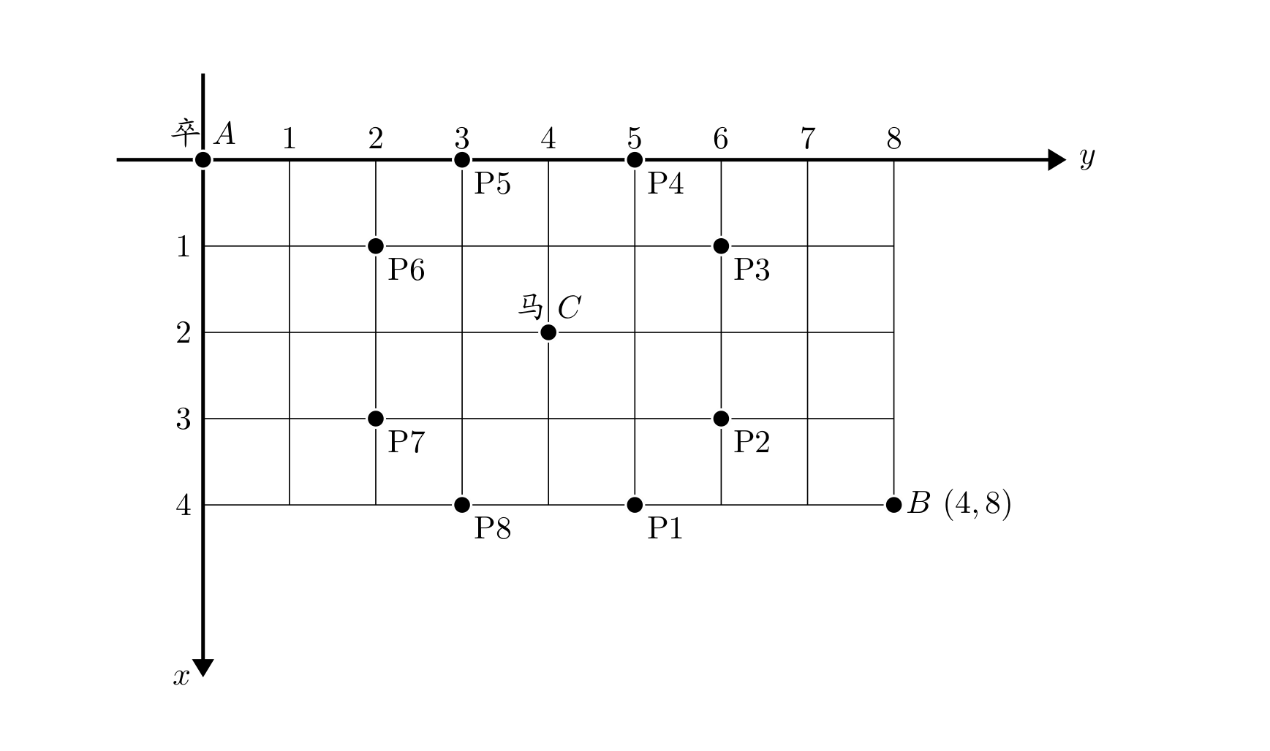 卒 A 1 2 3 4 5 6 7 8
y
P5 P4
1
P6 P3
马 C
2
3
P7 P2
4 B (4, 8)
P8 P1
x